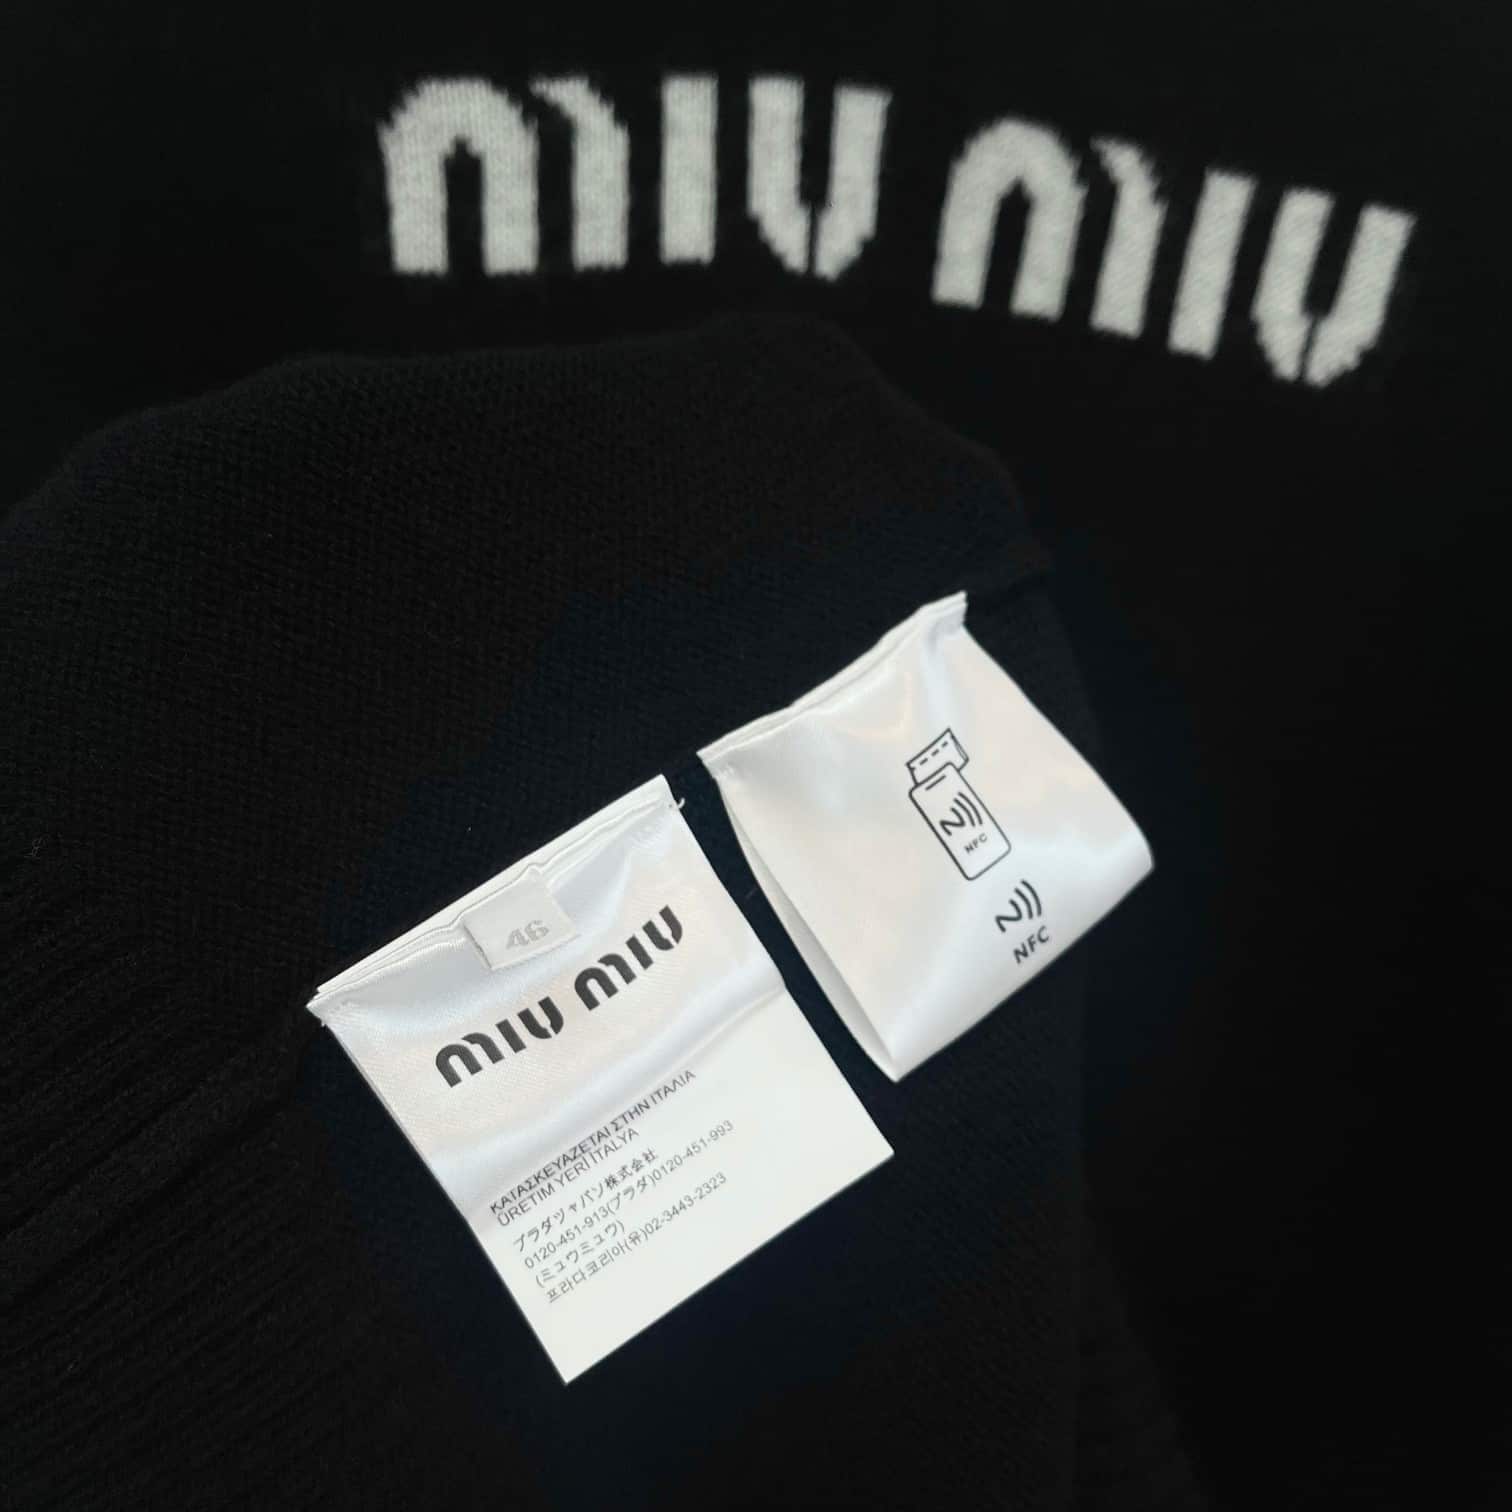 MIU MIU
46
MIU MIU
ΚΑΤΑΣΚΕΥΑΖΕΤΑΙ ΣΤΗΝ ΙΤΑΛΙΑ
ÜRETIM YERİ İTALYA
プラダジャパン株式会社
0120-451-913(プラダ)0120-451-993
(ミュウミュウ)
프라다코리아(유)02-3443-2323
NFC
NFC